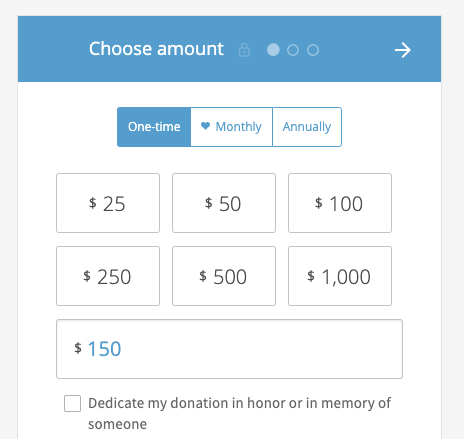 Choose amount
One-time Monthly Annually
$ 25 $ 50 $ 100
$ 250 $ 500 $ 1,000
$ 150
Dedicate my donation in honor or in memory of
someone